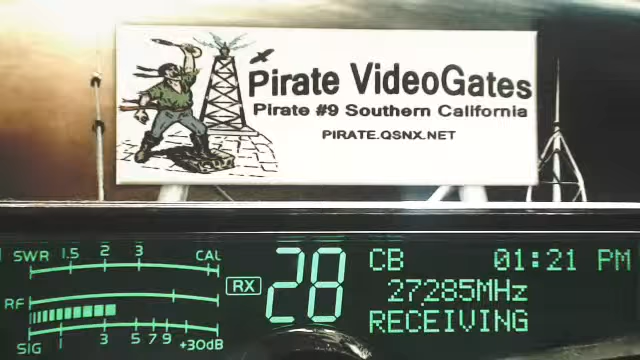 Pirate VideoGates
Pirate #9 Southern California
PIRATE.QSNX.NET
SWR 1.5 2 3 CAL
RX
28
CB 01:21 PM
27285MHz
RECEIVING
RF
SIG 1 3 5 7 9 +30dB